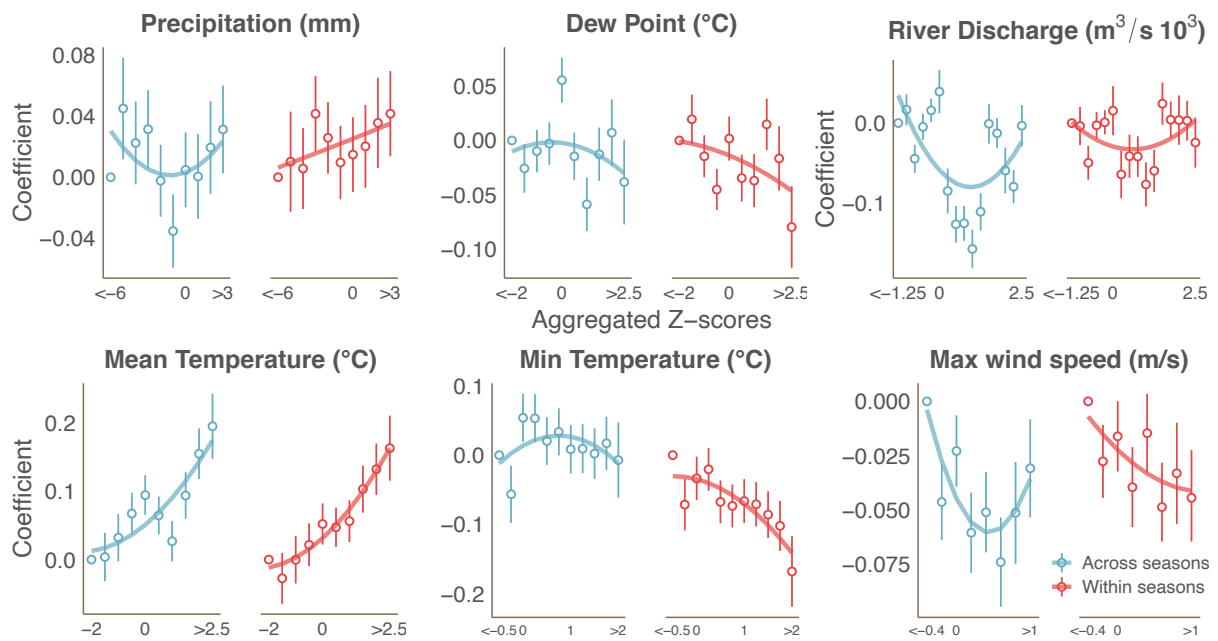 Precipitation (mm)
Dew Point (°C)
River Discharge (m³/s 10³)
0.08
0.04
0.00
−0.04
Coefficient
<−6 0 >3
<−6 0 >3
0.05
0.00
−0.05
−0.10
<−2 0 >2.5
<−2 0 >2.5
0.0
−0.1
Coefficient
<−1.25 0 2.5
<−1.25 0 2.5
Aggregated Z−scores
Mean Temperature (°C)
Min Temperature (°C)
Max wind speed (m/s)
0.2
0.1
0.0
Coefficient
−2 0 >2.5
−2 0 >2.5
0.1
0.0
−0.1
−0.2
<−0.50 1 >2
<−0.50 1 >2
0.000
−0.025
−0.050
−0.075
Across seasons
Within seasons
<−0.4 0 >1
<−0.4 0 >1